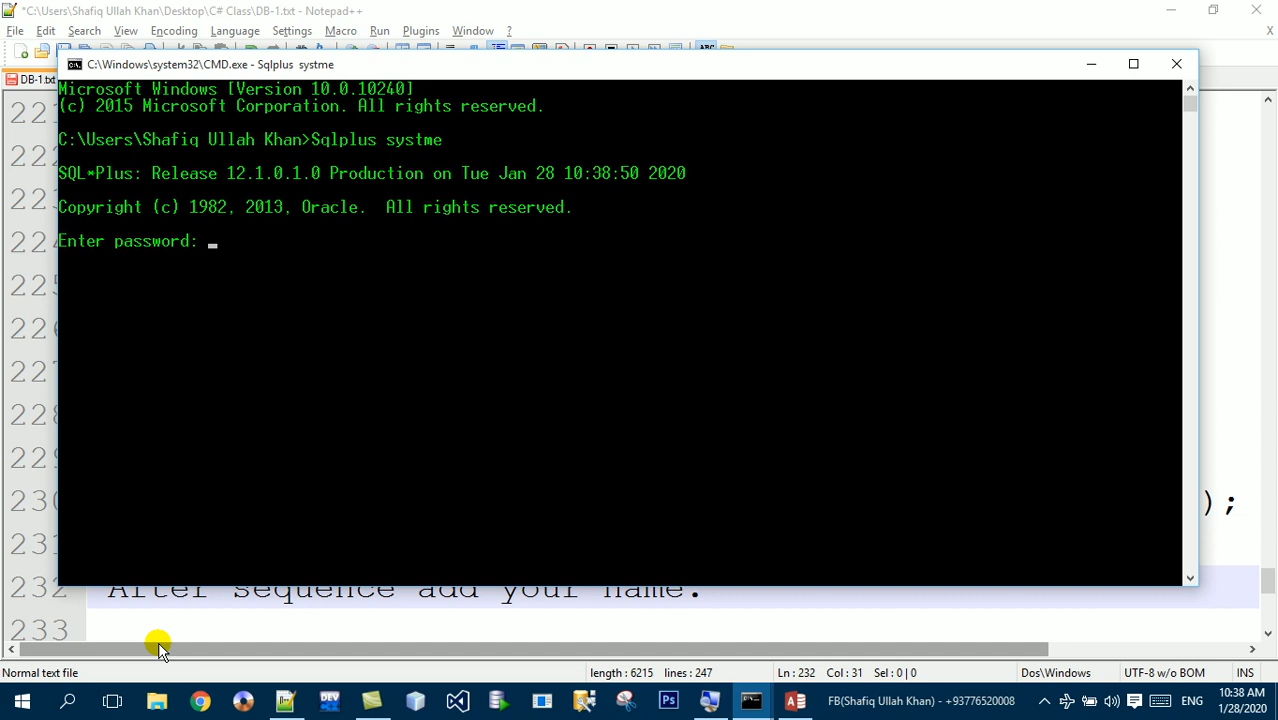 *C:\Users\Shafiq Ullah Khan\Desktop\C# Class\DB-1.txt - Notepad++
File Edit Search View Encoding Language Settings Macro Run Plugins Window ? X
DB-1.txt
C:\Windows\system32\CMD.exe - Sqlplus systme
Microsoft Windows [Version 10.0.10240]
(c) 2015 Microsoft Corporation. All rights reserved.
C:\Users\Shafiq Ullah Khan>Sqlplus systme
SQL*Plus: Release 12.1.0.1.0 Production on Tue Jan 28 10:38:50 2020
Copyright (c) 1982, 2013, Oracle.  All rights reserved.
Enter password:
221
222
223
224
225
226
227
228
229
230 );
231
232 After sequence add your name.
233
Normal text file length : 6215 lines : 247 Ln : 232 Col : 31 Sel : 0 | 0 Dos\Windows UTF-8 w/o BOM INS
DEV Ps FB(Shafiq Ullah Khan) - +93776520008 ENG 10:38 AM
1/28/2020